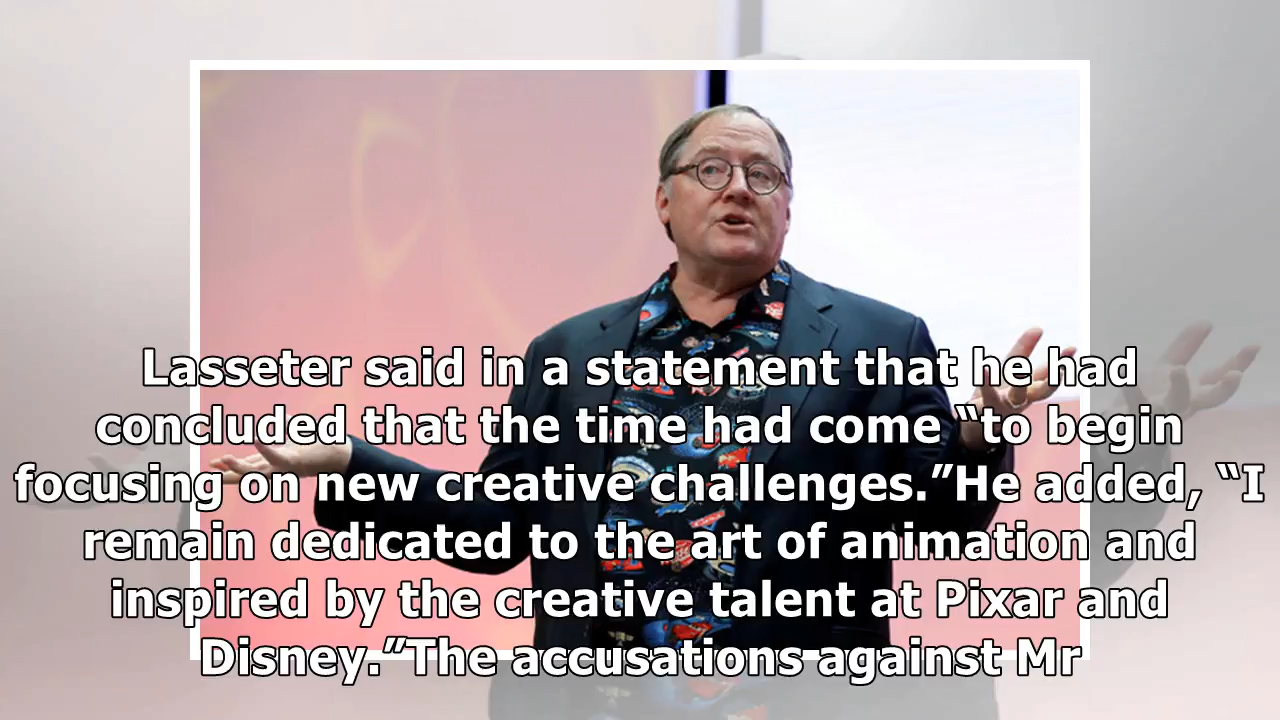 Lasseter said in a statement that he had
concluded that the time had come “to begin
focusing on new creative challenges.”He added, “I
remain dedicated to the art of animation and
inspired by the creative talent at Pixar and
Disney.”The accusations against Mr